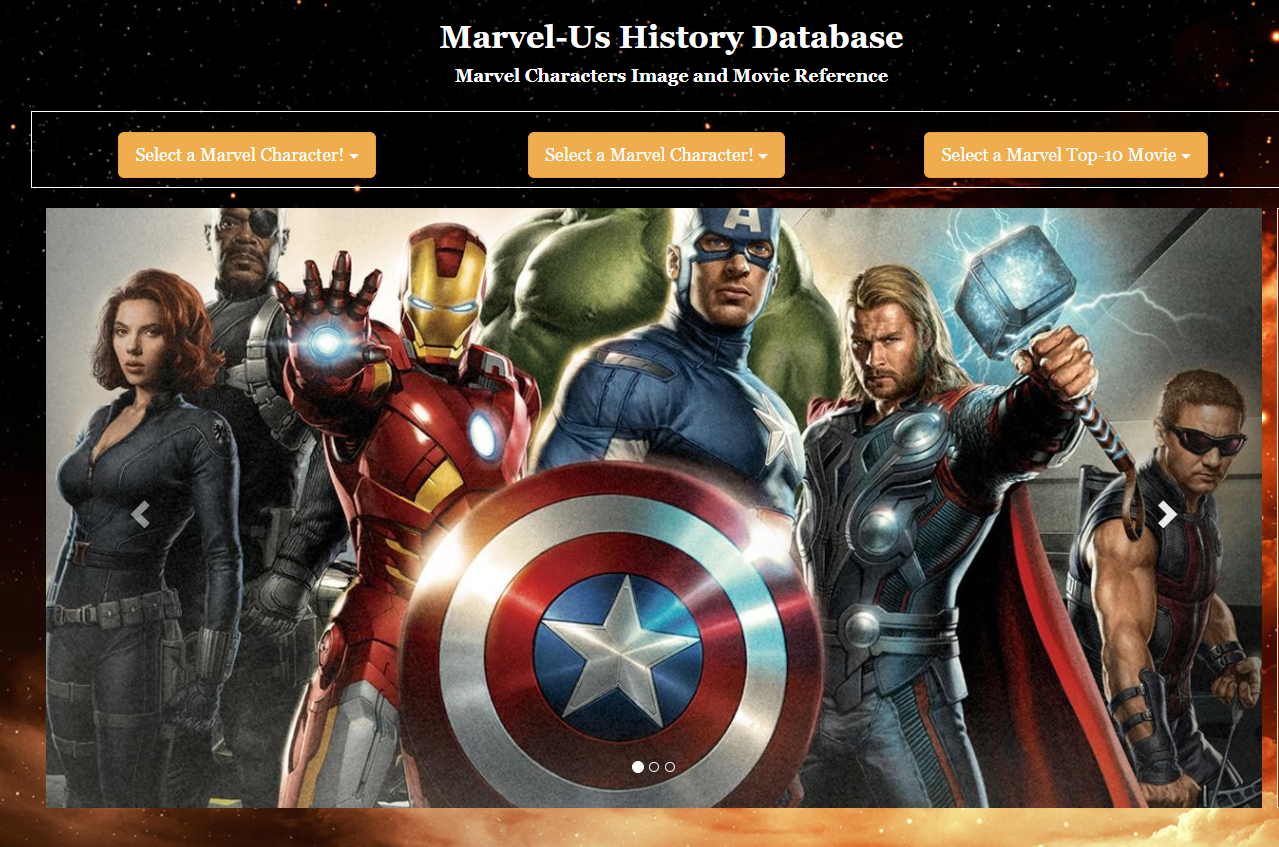 Marvel-Us History Database
Marvel Characters Image and Movie Reference
Select a Marvel Character!
Select a Marvel Character!
Select a Marvel Top-10 Movie
A